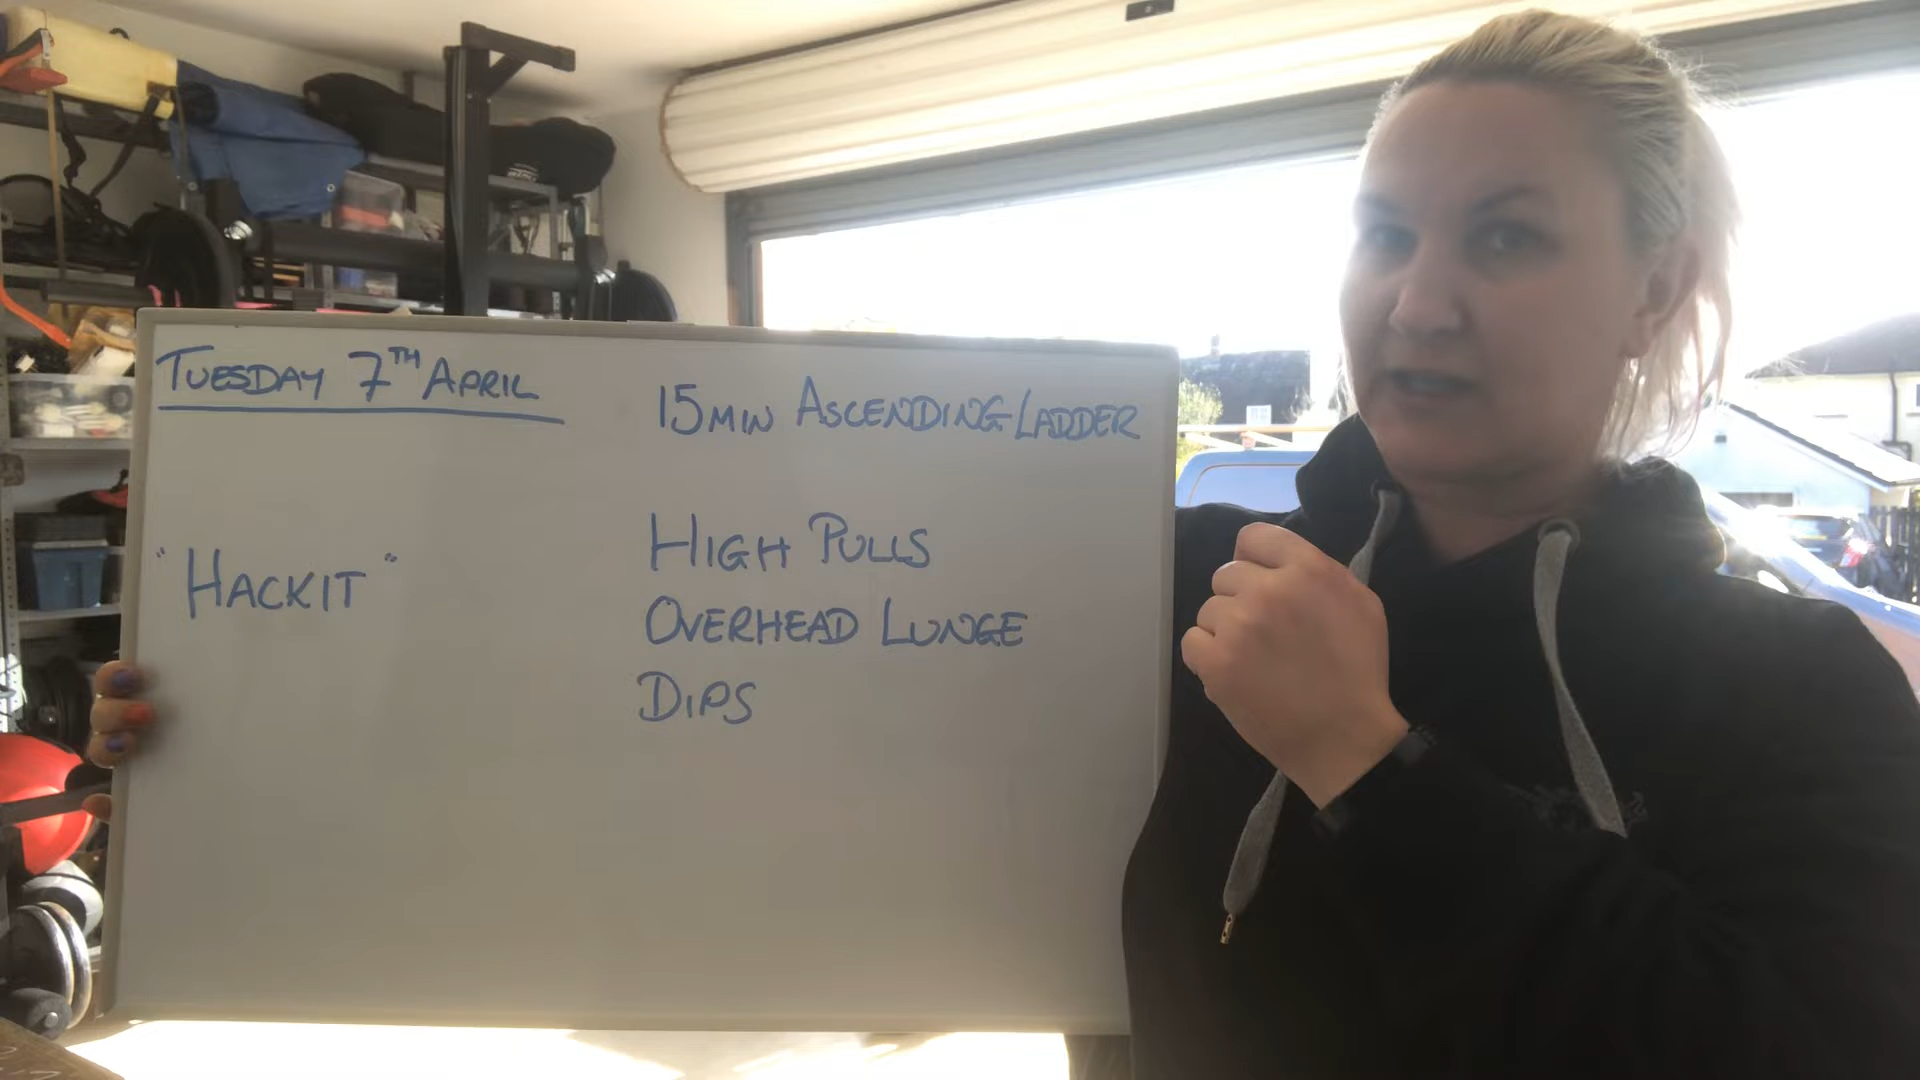 TUESDAY 7TH APRIL
"HACKIT"
15MIN ASCENDING LADDER
HIGH PULLS
OVERHEAD LUNGE
DIPS